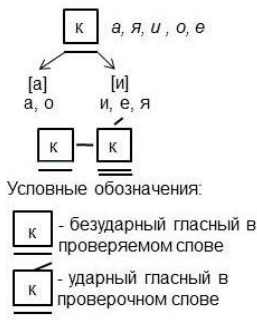 к а, я, и , о, е
[а] [и]
а, о и, е, я
к к
Условные обозначения:
к - безударный гласный в
проверяемом слове
к - ударный гласный в
проверочном слове